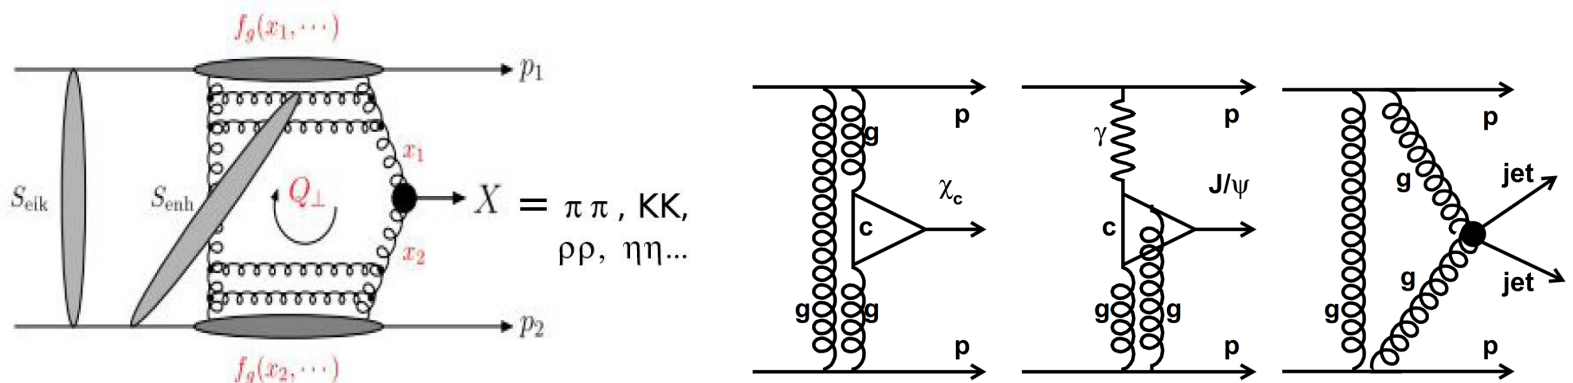 f_g(x_1, ⋯)
p_1
S_eik
S_enh
Q_⊥
x_1
x_2
X = π π , KK,
ρρ, ηη...
p_2
f_g(x_2, ⋯)
p
g
χ_c
c
g
g
p
p
γ
J/ψ
c
g
g
p
p
g
jet
g
g
jet
p